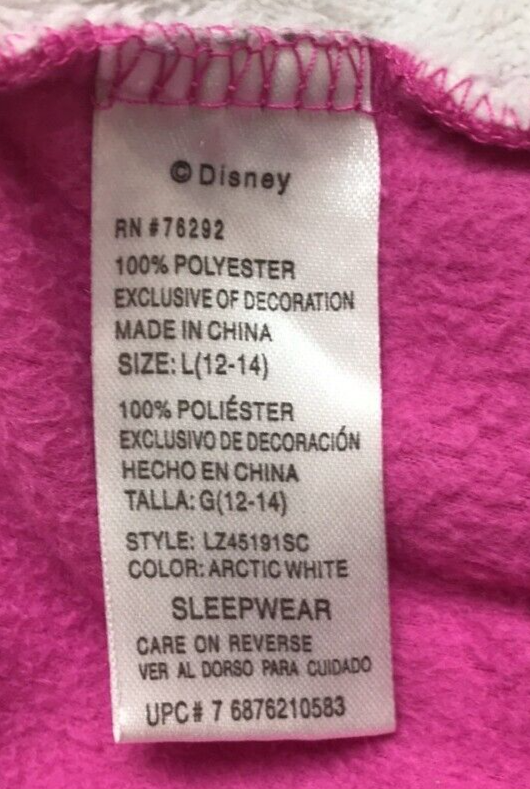 © Disney
RN #76292
100% POLYESTER
EXCLUSIVE OF DECORATION
MADE IN CHINA
SIZE: L(12-14)
100% POLIÉSTER
EXCLUSIVO DE DECORACIÓN
HECHO EN CHINA
TALLA: G(12-14)
STYLE: LZ45191SC
COLOR: ARCTIC WHITE
SLEEPWEAR
CARE ON REVERSE
VER AL DORSO PARA CUIDADO
UPC# 7 6876210583